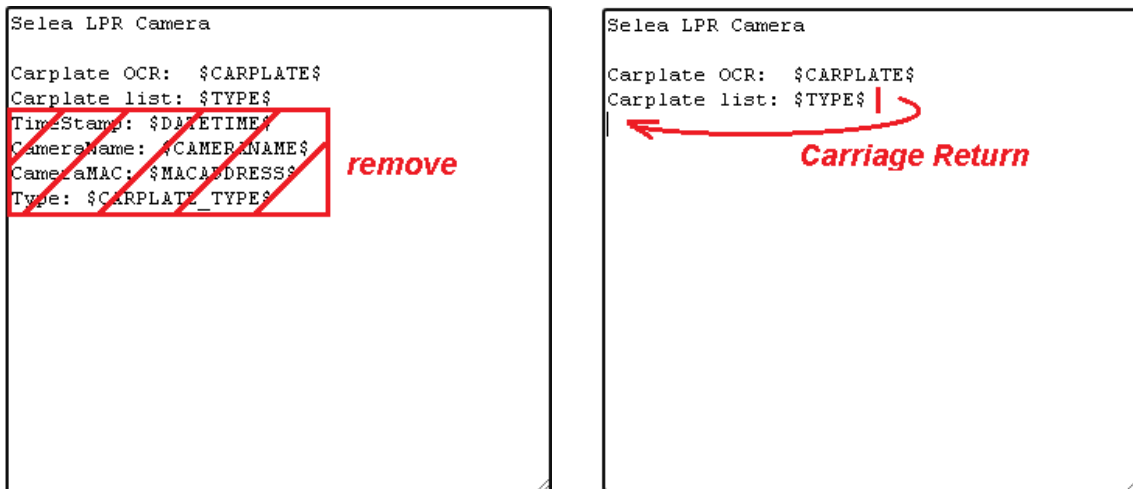 Selea LPR Camera
Carplate OCR: $CARPLATE$
Carplate list: $TYPE$
TimeStamp: $DATETIME$
CameraName: $CAMERANAME$
CameraMAC: $MACADDRESS$
Type: $CARPLATE_TYPE$
remove
Selea LPR Camera
Carplate OCR: $CARPLATE$
Carplate list: $TYPE$
Carriage Return